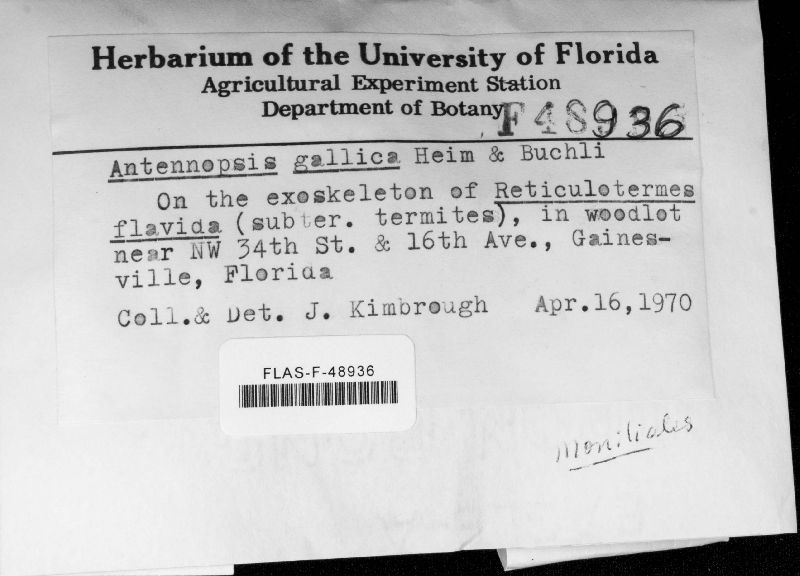 Herbarium of the University of Florida
Agricultural Experiment Station
Department of Botany
F48936
Antennopsis gallica Heim & Buchli
On the exoskeleton of Reticulotermes
flavida (subter. termites), in woodlot
near NW 34th St. & 16th Ave., Gaines-
ville, Florida
Coll.& Det. J. Kimbrough Apr.16,1970
FLAS-F-48936
Moniliales